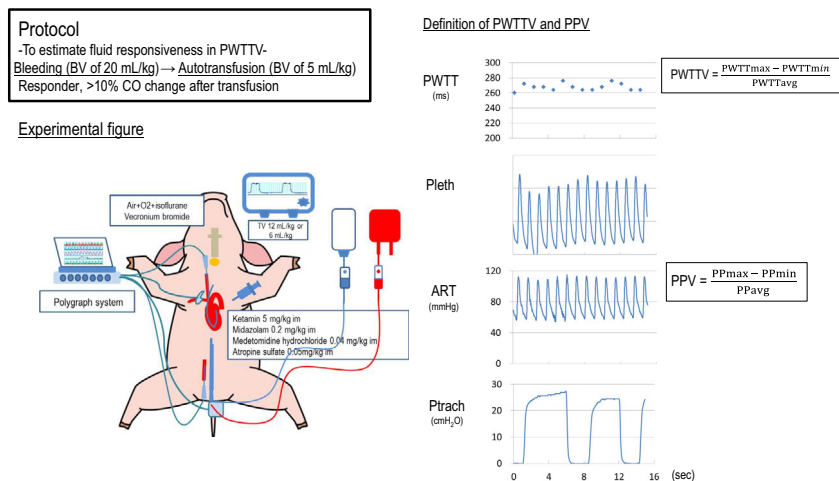 Protocol
-To estimate fluid responsiveness in PWTTV-
Bleeding (BV of 20 mL/kg) → Autotransfusion (BV of 5 mL/kg)
Responder, >10% CO change after transfusion
Experimental figure
Air+O2+isoflurane
Vecronium bromide
TV 12 mL/kg or
6 mL/kg
Polygraph system
Ketamin 5 mg/kg im
Midazolam 0.2 mg/kg im
Medetomidine hydrochloride 0.04 mg/kg im
Atropine sulfate 0.05mg/kg im
Definition of PWTTV and PPV
PWTT
(ms)
300
280
260
240
220
200
PWTTV = PWTTmax − PWTTmin / PWTTavg
Pleth
ART
(mmHg)
120
80
40
0
PPV = PPmax − PPmin / PPavg
Ptrach
(cmH2O)
30
20
10
0
0 4 8 12 16 (sec)